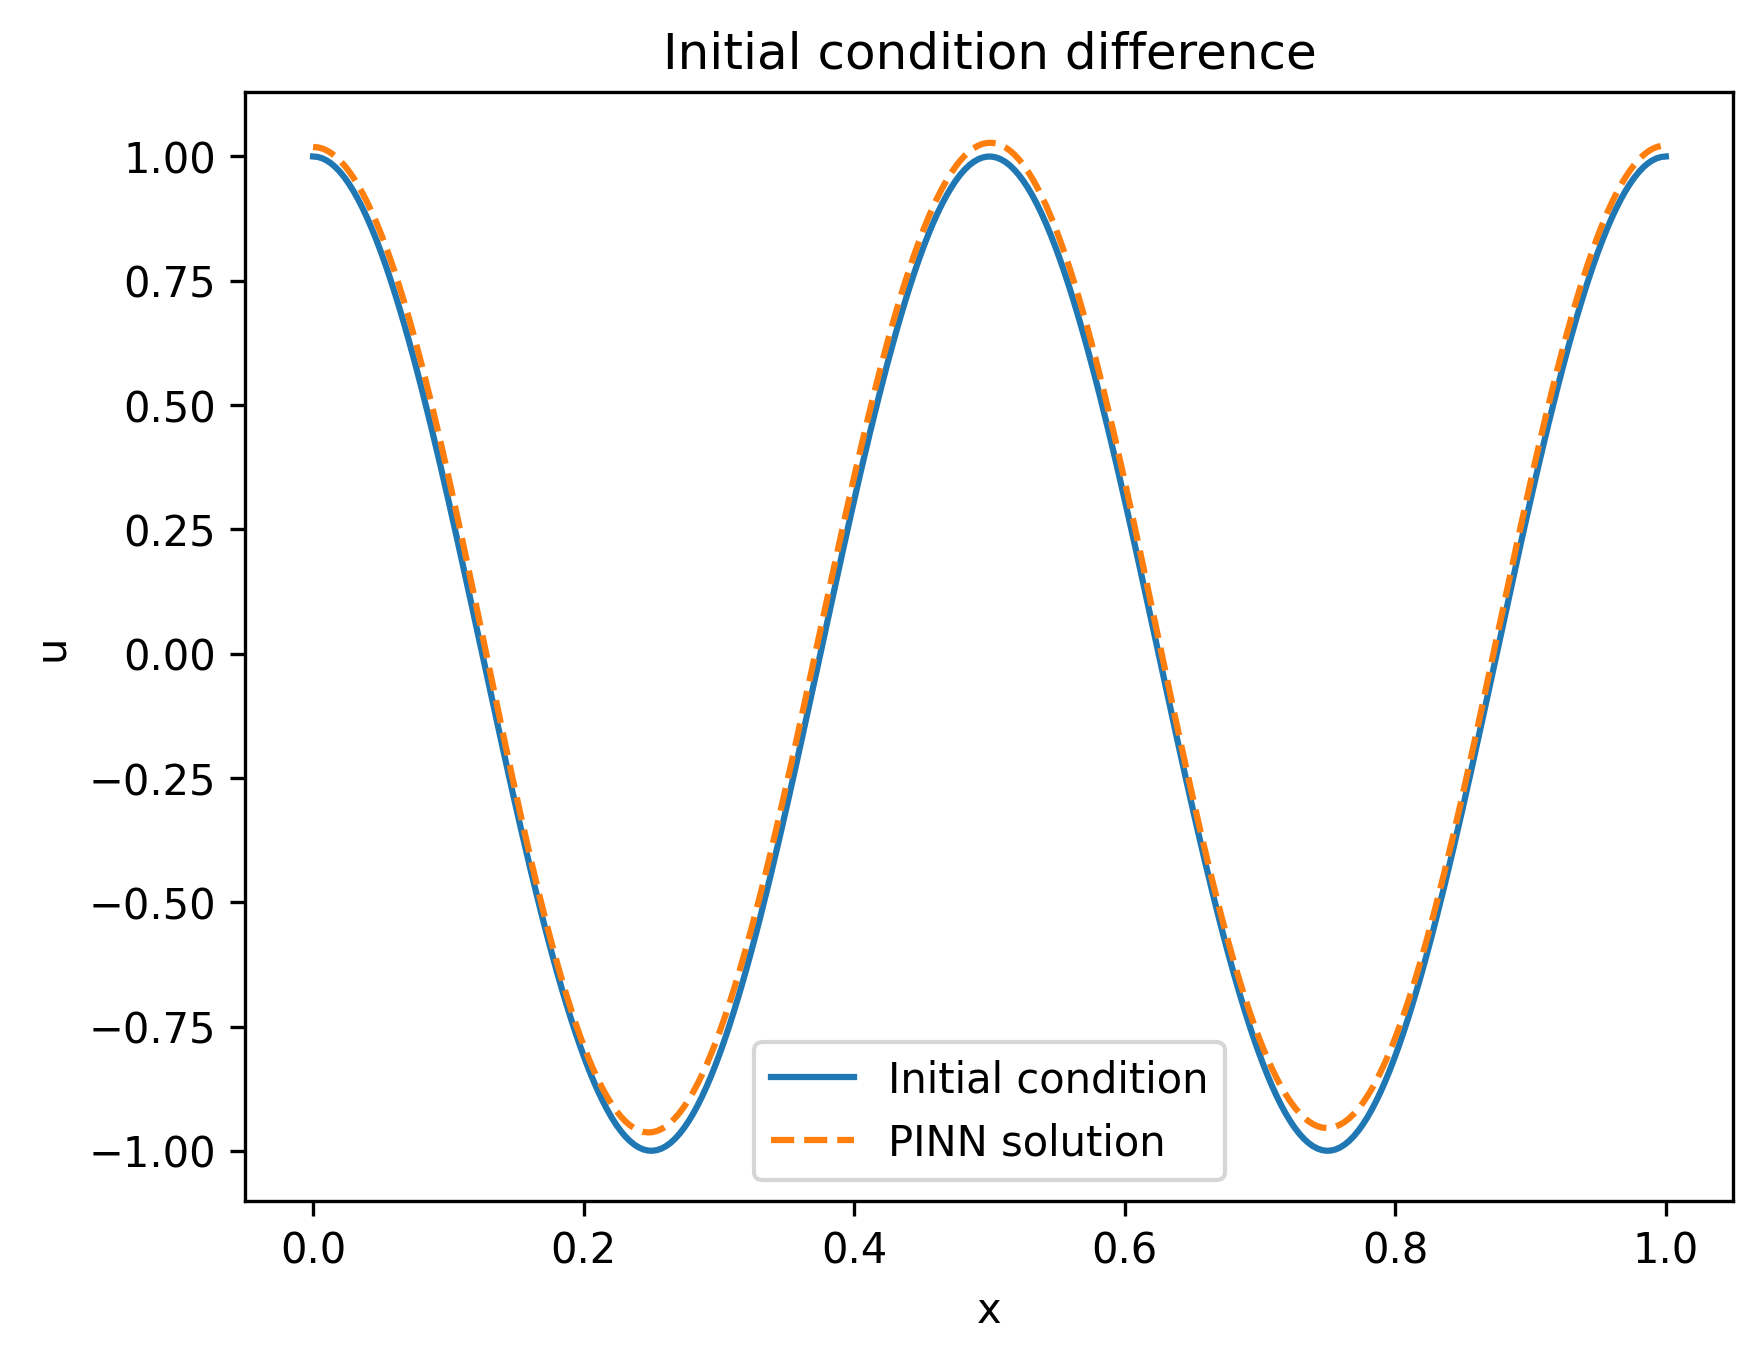 Initial condition difference
1.00
0.75
0.50
0.25
0.00
−0.25
−0.50
−0.75
−1.00
u
Initial condition
PINN solution
0.0 0.2 0.4 0.6 0.8 1.0
x